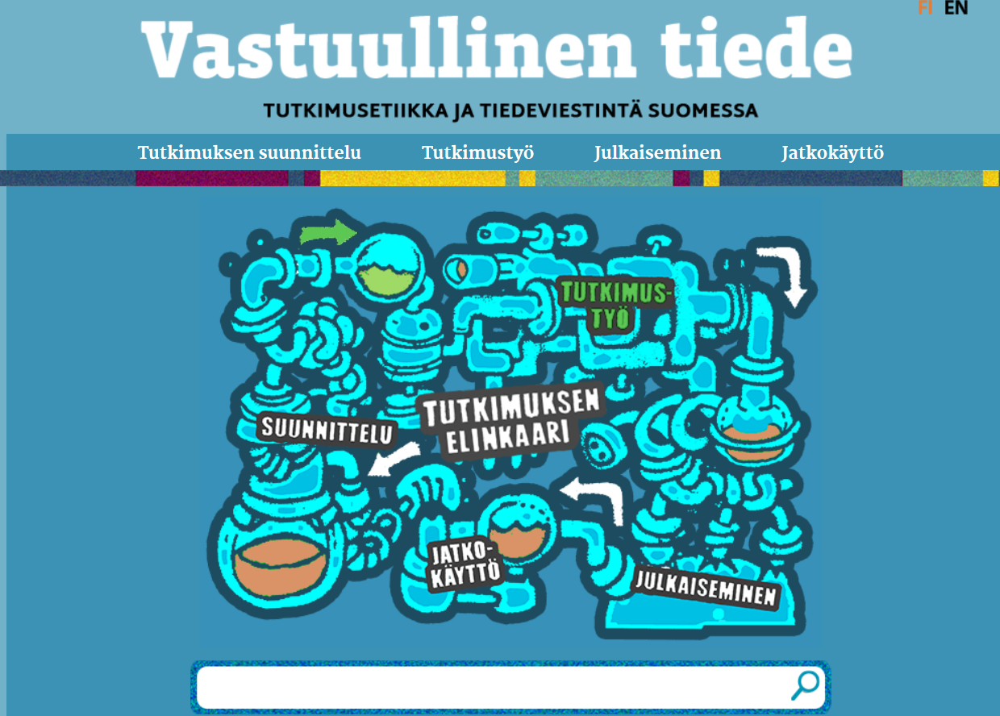 FI EN
Vastuullinen tiede
TUTKIMUSETIIKKA JA TIEDEVIESTINTÄ SUOMESSA
Tutkimuksen suunnittelu Tutkimustyö Julkaiseminen Jatkokäyttö
TUTKIMUS-
TYÖ
TUTKIMUKSEN
ELINKAARI
SUUNNITTELU
JATKO-
KÄYTTÖ
JULKAISEMINEN